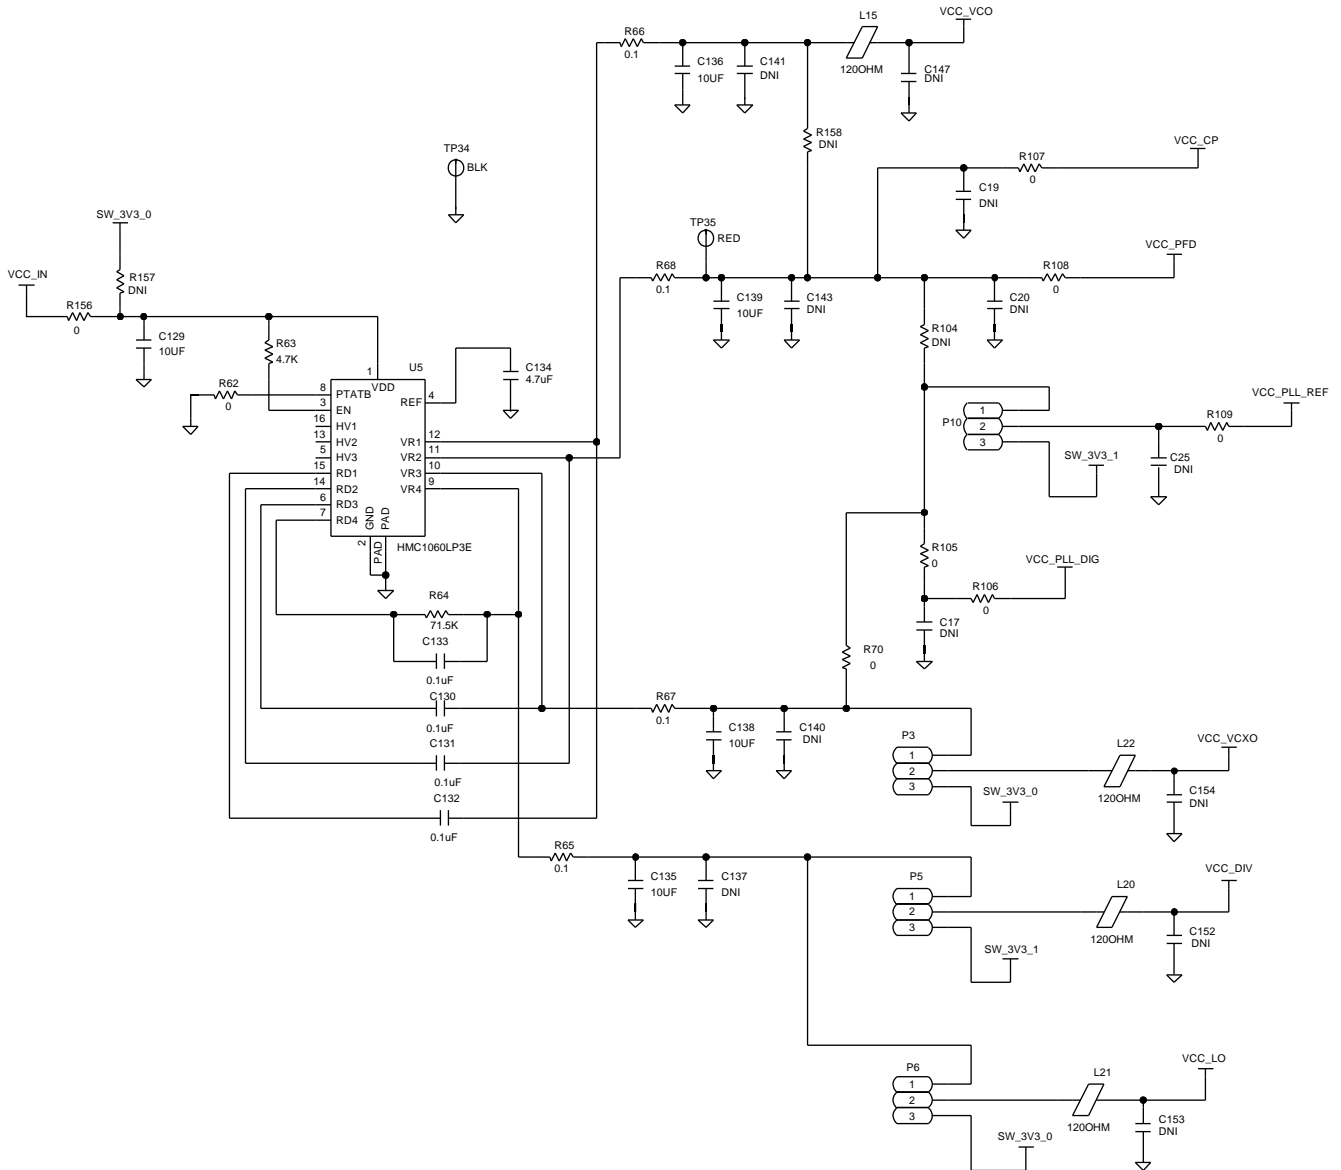 L15
VCC_VCO
R66
0.1
C136
10UF
C141
DNI
120OHM
C147
DNI
R158
DNI
TP34
BLK
R107
0
VCC_CP
C19
DNI
TP35
RED
SW_3V3_0
VCC_IN
R157
DNI
R156
0
C129
10UF
R63
4.7K
R68
0.1
C139
10UF
C143
DNI
R108
0
VCC_PFD
C20
DNI
R104
DNI
R62
0
U5
1
VDD
8
PTATB
3
EN
16
HV1
13
HV2
5
HV3
15
RD1
14
RD2
6
RD3
7
RD4
4
REF
12
VR1
11
VR2
10
VR3
9
VR4
GND
PAD
2
PAD
HMC1060LP3E
C134
4.7uF
P10
1
2
3
SW_3V3_1
C25
DNI
R109
0
VCC_PLL_REF
R105
0
VCC_PLL_DIG
R106
0
C17
DNI
R64
71.5K
C133
0.1uF
C130
0.1uF
C131
0.1uF
C132
0.1uF
R70
0
R67
0.1
C138
10UF
C140
DNI
P3
1
2
3
SW_3V3_0
L22
120OHM
VCC_VCXO
C154
DNI
R65
0.1
C135
10UF
C137
DNI
P5
1
2
3
SW_3V3_1
L20
120OHM
VCC_DIV
C152
DNI
P6
1
2
3
SW_3V3_0
L21
120OHM
VCC_LO
C153
DNI